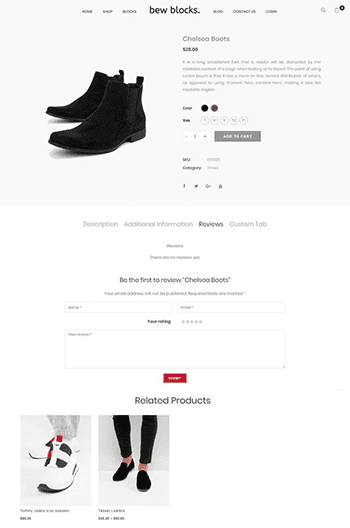 HOME SHOP BLOCKS bew blocks. BLOG CONTACT US LOGIN 0
Chelsea Boots
$28.00
It is a long established fact that a reader will be distracted by the
readable content of a page when looking at its layout. The point of using
Lorem Ipsum is that it has a more-or-less normal distribution of letters,
as opposed to using 'Content here, content here', making it look like
readable English.
Color
Size 7 8 9 10 11
- 1 + ADD TO CART
SKU:
Category: Shoes
Description Additional Information Reviews Custom Tab
Reviews
There are no reviews yet.
Be the first to review "Chelsea Boots"
Your email address will not be published. Required fields are marked *
Name * Email *
Your rating
Your review *
SUBMIT
Related Products
Tommy Jeans icon sneaker Tassel Loafers
$90.00 $45.00 – $55.00